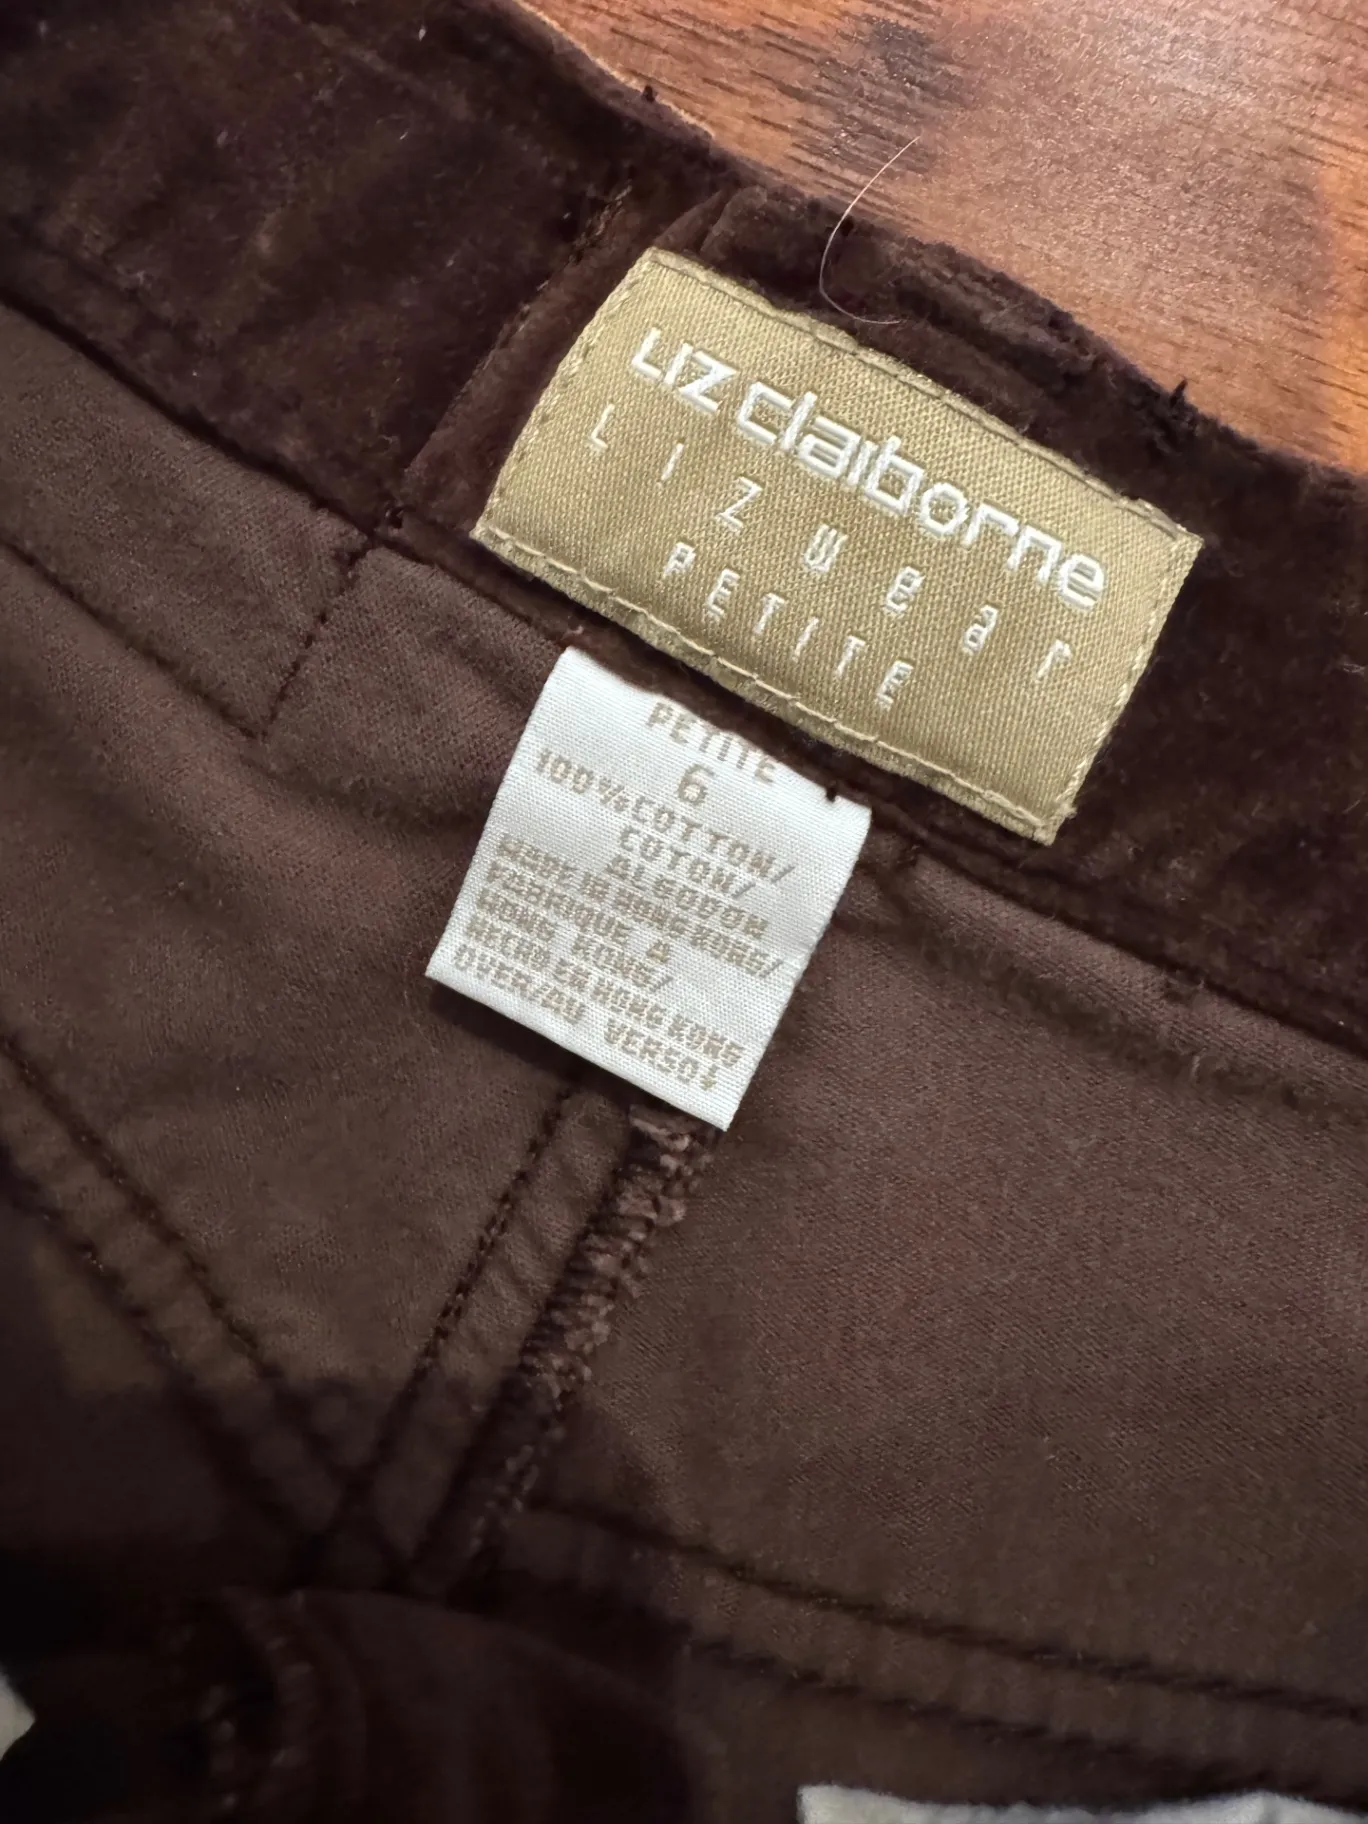 Liz claiborne
LIZwear
PETITE
PETITE
6
100%COTTON/
COTON/
ALGODON
MADE IN HONG KONG/
FABRIQUE A
HONG KONG/
HECHO EN HONG KONG
OVER/AU VERSO↓